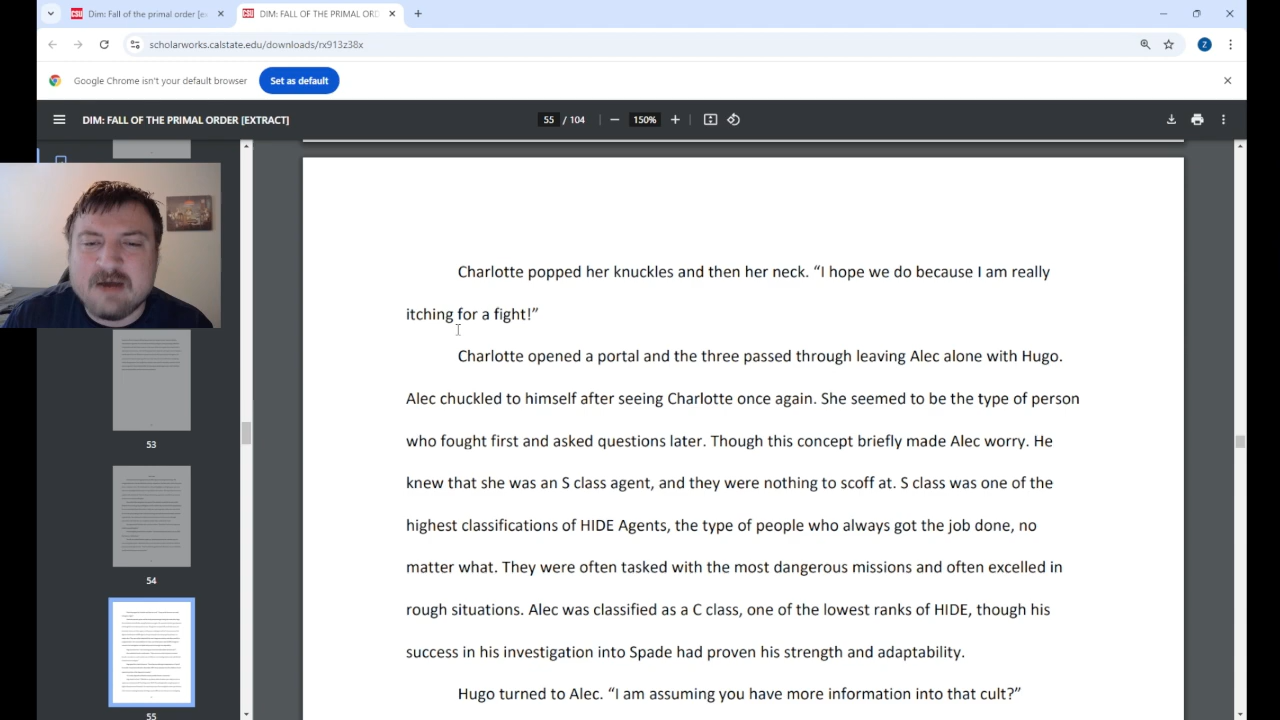 Dim: Fall of the primal order [ex
DIM: FALL OF THE PRIMAL ORD
scholarworks.calstate.edu/downloads/rx913z38x
Z
Google Chrome isn't your default browser
Set as default
DIM: FALL OF THE PRIMAL ORDER [EXTRACT]
55 / 104
150%
53
54
55
Charlotte popped her knuckles and then her neck. “I hope we do because I am really
itching for a fight!”
Charlotte opened a portal and the three passed through leaving Alec alone with Hugo.
Alec chuckled to himself after seeing Charlotte once again. She seemed to be the type of person
who fought first and asked questions later. Though this concept briefly made Alec worry. He
knew that she was an S class agent, and they were nothing to scoff at. S class was one of the
highest classifications of HIDE Agents, the type of people who always got the job done, no
matter what. They were often tasked with the most dangerous missions and often excelled in
rough situations. Alec was classified as a C class, one of the lowest ranks of HIDE, though his
success in his investigation into Spade had proven his strength and adaptability.
Hugo turned to Alec. “I am assuming you have more information into that cult?”